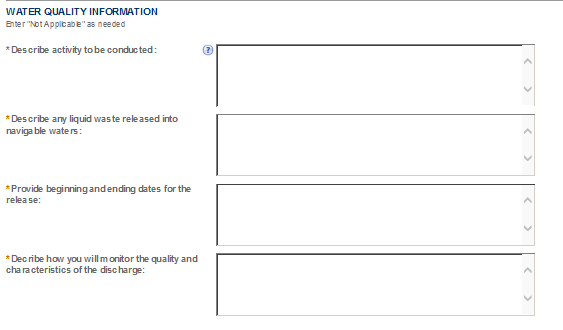 WATER QUALITY INFORMATION
Enter "Not Applicable" as needed
*Describe activity to be conducted: ?
*Describe any liquid waste released into
navigable waters:
*Provide beginning and ending dates for the
release:
*Decribe how you will monitor the quality and
characteristics of the discharge: